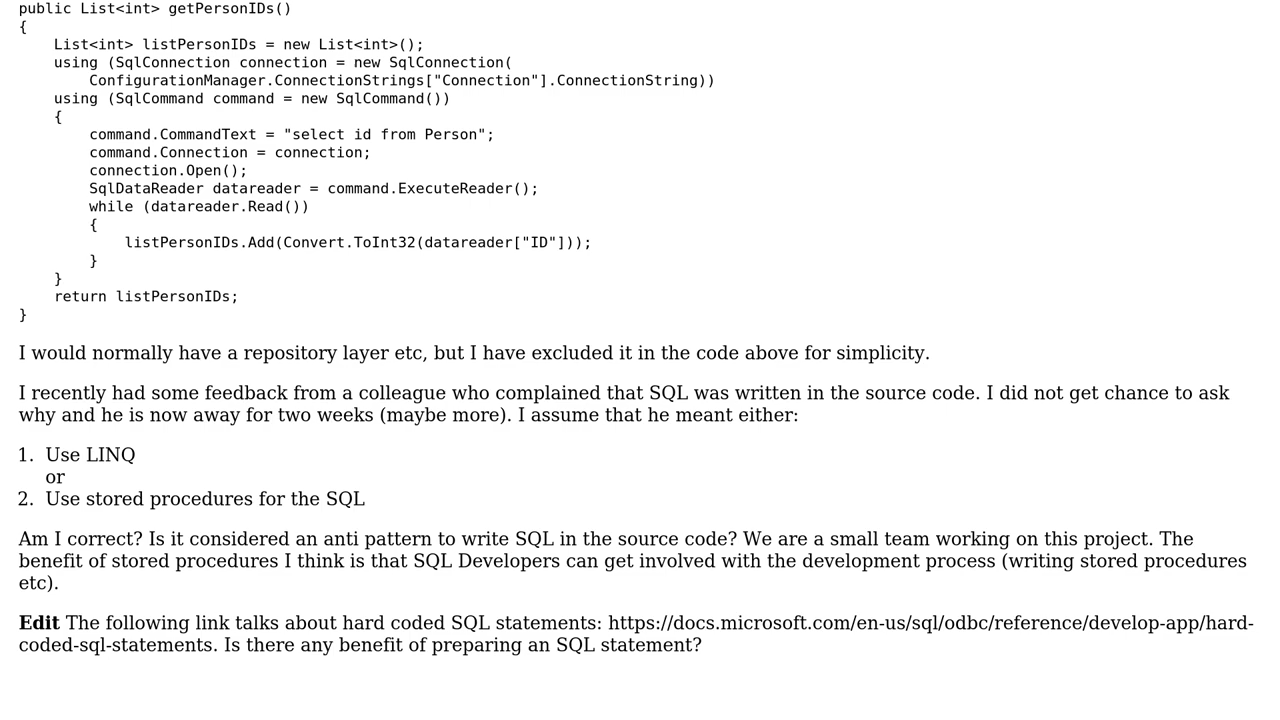 public List<int> getPersonIDs()
{
    List<int> listPersonIDs = new List<int>();
    using (SqlConnection connection = new SqlConnection(
        ConfigurationManager.ConnectionStrings["Connection"].ConnectionString))
    using (SqlCommand command = new SqlCommand())
    {
        command.CommandText = "select id from Person";
        command.Connection = connection;
        connection.Open();
        SqlDataReader datareader = command.ExecuteReader();
        while (datareader.Read())
        {
            listPersonIDs.Add(Convert.ToInt32(datareader["ID"]));
        }
    }
    return listPersonIDs;
}
I would normally have a repository layer etc, but I have excluded it in the code above for simplicity.
I recently had some feedback from a colleague who complained that SQL was written in the source code. I did not get chance to ask
why and he is now away for two weeks (maybe more). I assume that he meant either:
1. Use LINQ
or
2. Use stored procedures for the SQL
Am I correct? Is it considered an anti pattern to write SQL in the source code? We are a small team working on this project. The
benefit of stored procedures I think is that SQL Developers can get involved with the development process (writing stored procedures
etc).
Edit The following link talks about hard coded SQL statements: https://docs.microsoft.com/en-us/sql/odbc/reference/develop-app/hard-
coded-sql-statements. Is there any benefit of preparing an SQL statement?